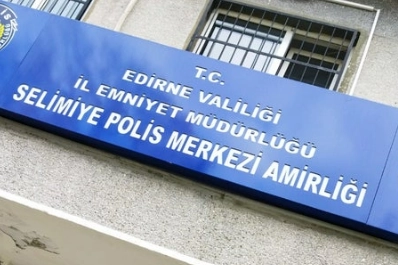 T.C.
EDİRNE VALİLİĞİ
İL EMNİYET MÜDÜRLÜĞÜ
SELİMİYE POLİS MERKEZİ AMİRLİĞİ